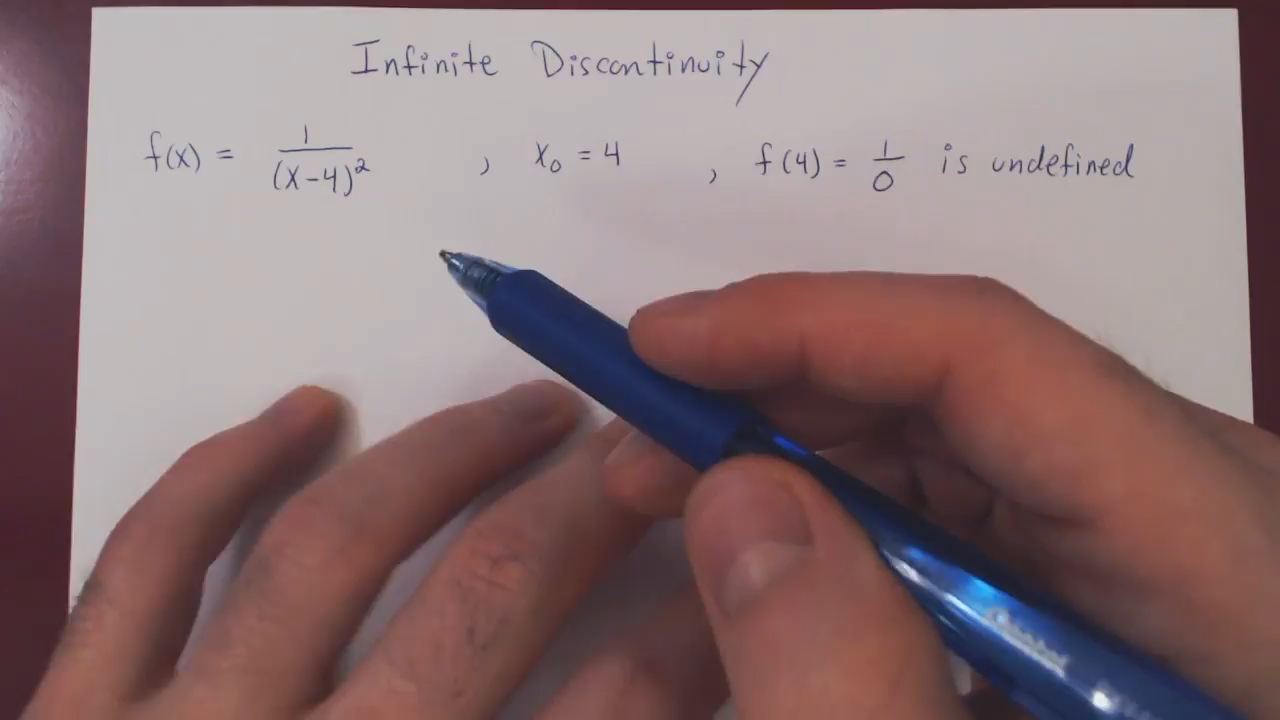 Infinite Discontinuity
f(x) = 1/(x-4)² , x₀ = 4 , f(4) = 1/0 is undefined